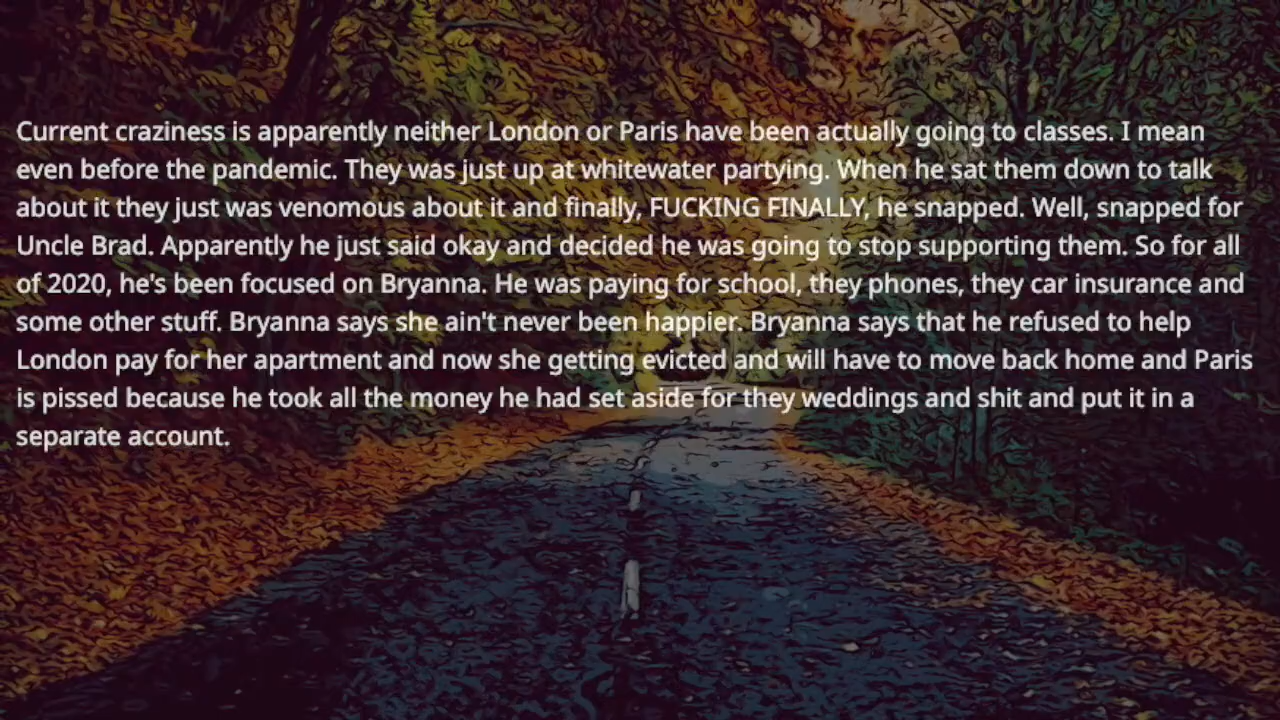 Current craziness is apparently neither London or Paris have been actually going to classes. I mean
even before the pandemic. They was just up at whitewater partying. When he sat them down to talk
about it they just was venomous about it and finally, FUCKING FINALLY, he snapped. Well, snapped for
Uncle Brad. Apparently he just said okay and decided he was going to stop supporting them. So for all
of 2020, he's been focused on Bryanna. He was paying for school, they phones, they car insurance and
some other stuff. Bryanna says she ain't never been happier. Bryanna says that he refused to help
London pay for her apartment and now she getting evicted and will have to move back home and Paris
is pissed because he took all the money he had set aside for they weddings and shit and put it in a
separate account.